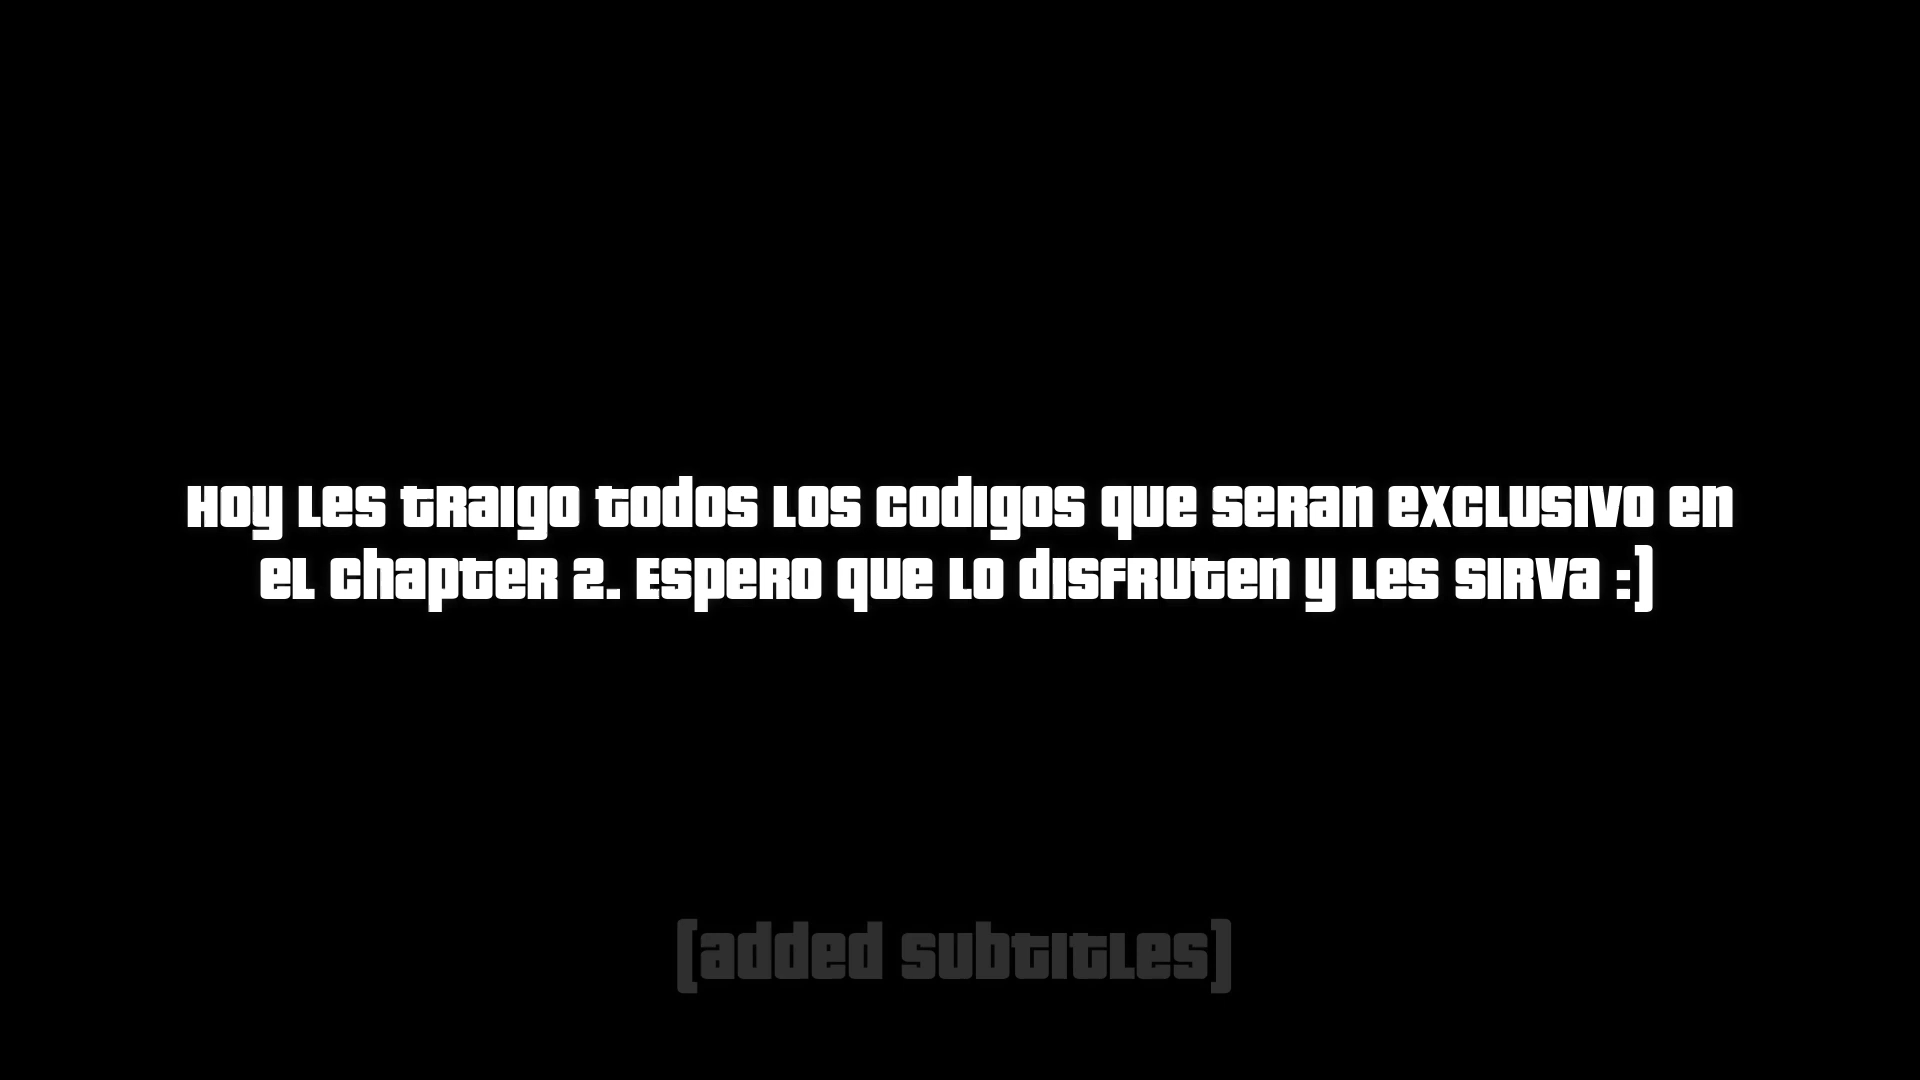 Hoy les traigo todos los codigos que seran exclusivo en
el chapter 2. Espero que lo disfruten y les sirva :)
(added subtitles)